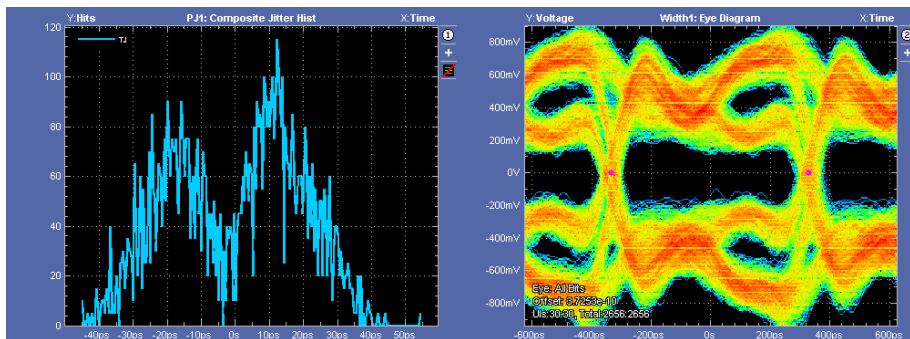 Y:Hits PJ1: Composite Jitter Hist X:Time
120
TJ
100
80
60
40
20
0
-40ps -30ps -20ps -10ps 0s 10ps 20ps 30ps 40ps 50ps
1
+
Y:Voltage Width1: Eye Diagram X:Time
800mV
600mV
400mV
200mV
0V
-200mV
-400mV
-600mV
-800mV
Eye: All Bits
Offset: 3.7253e-10
UIs:30:30, Total:2656:2656
-600ps -400ps -200ps 0s 200ps 400ps 600ps
2
+